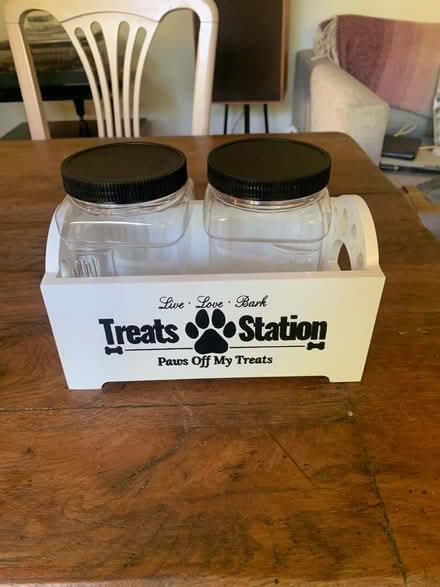 Live · Love · Bark
Treats Station
Paws Off My Treats